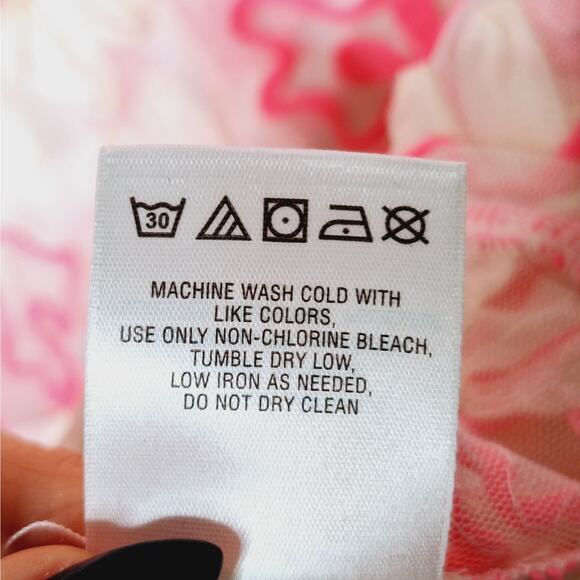 30
MACHINE WASH COLD WITH
LIKE COLORS,
USE ONLY NON-CHLORINE BLEACH,
TUMBLE DRY LOW,
LOW IRON AS NEEDED,
DO NOT DRY CLEAN